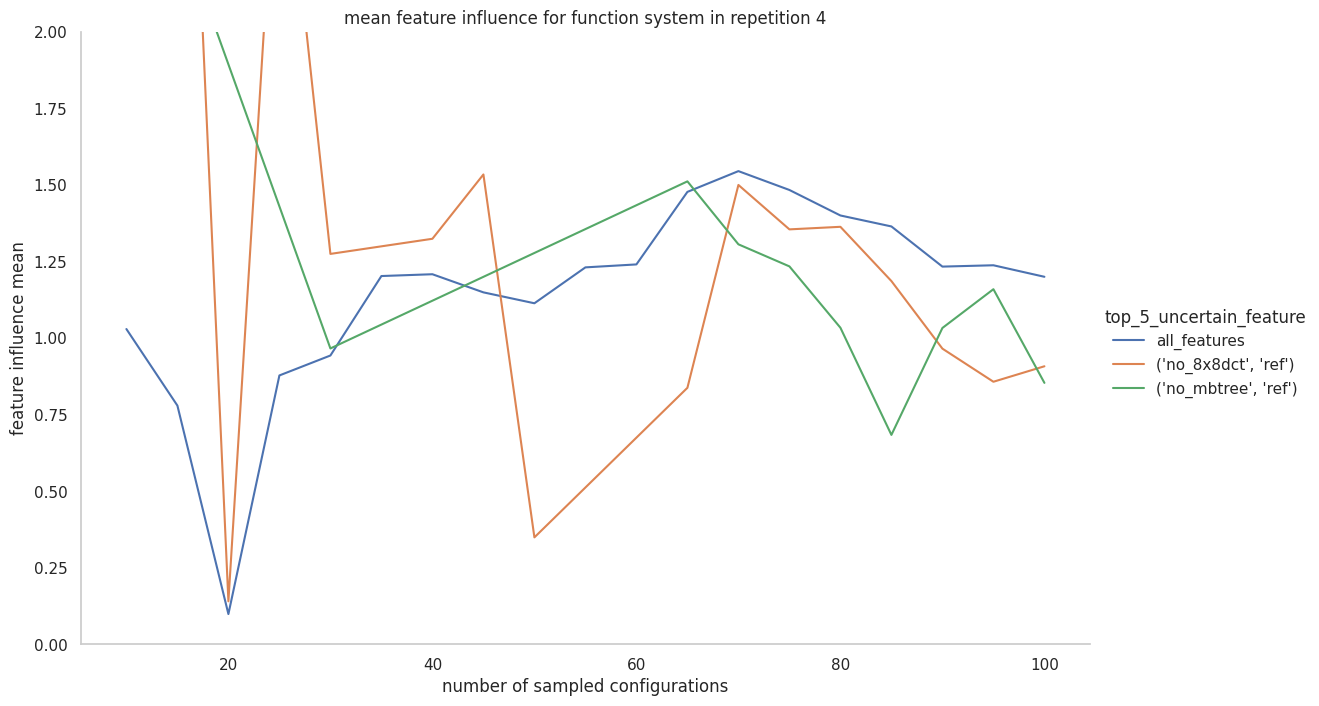 mean feature influence for function system in repetition 4
2.00
1.75
1.50
1.25
1.00
0.75
0.50
0.25
0.00
feature influence mean
20 40 60 80 100
number of sampled configurations
top_5_uncertain_feature
all_features
('no_8x8dct', 'ref')
('no_mbtree', 'ref')